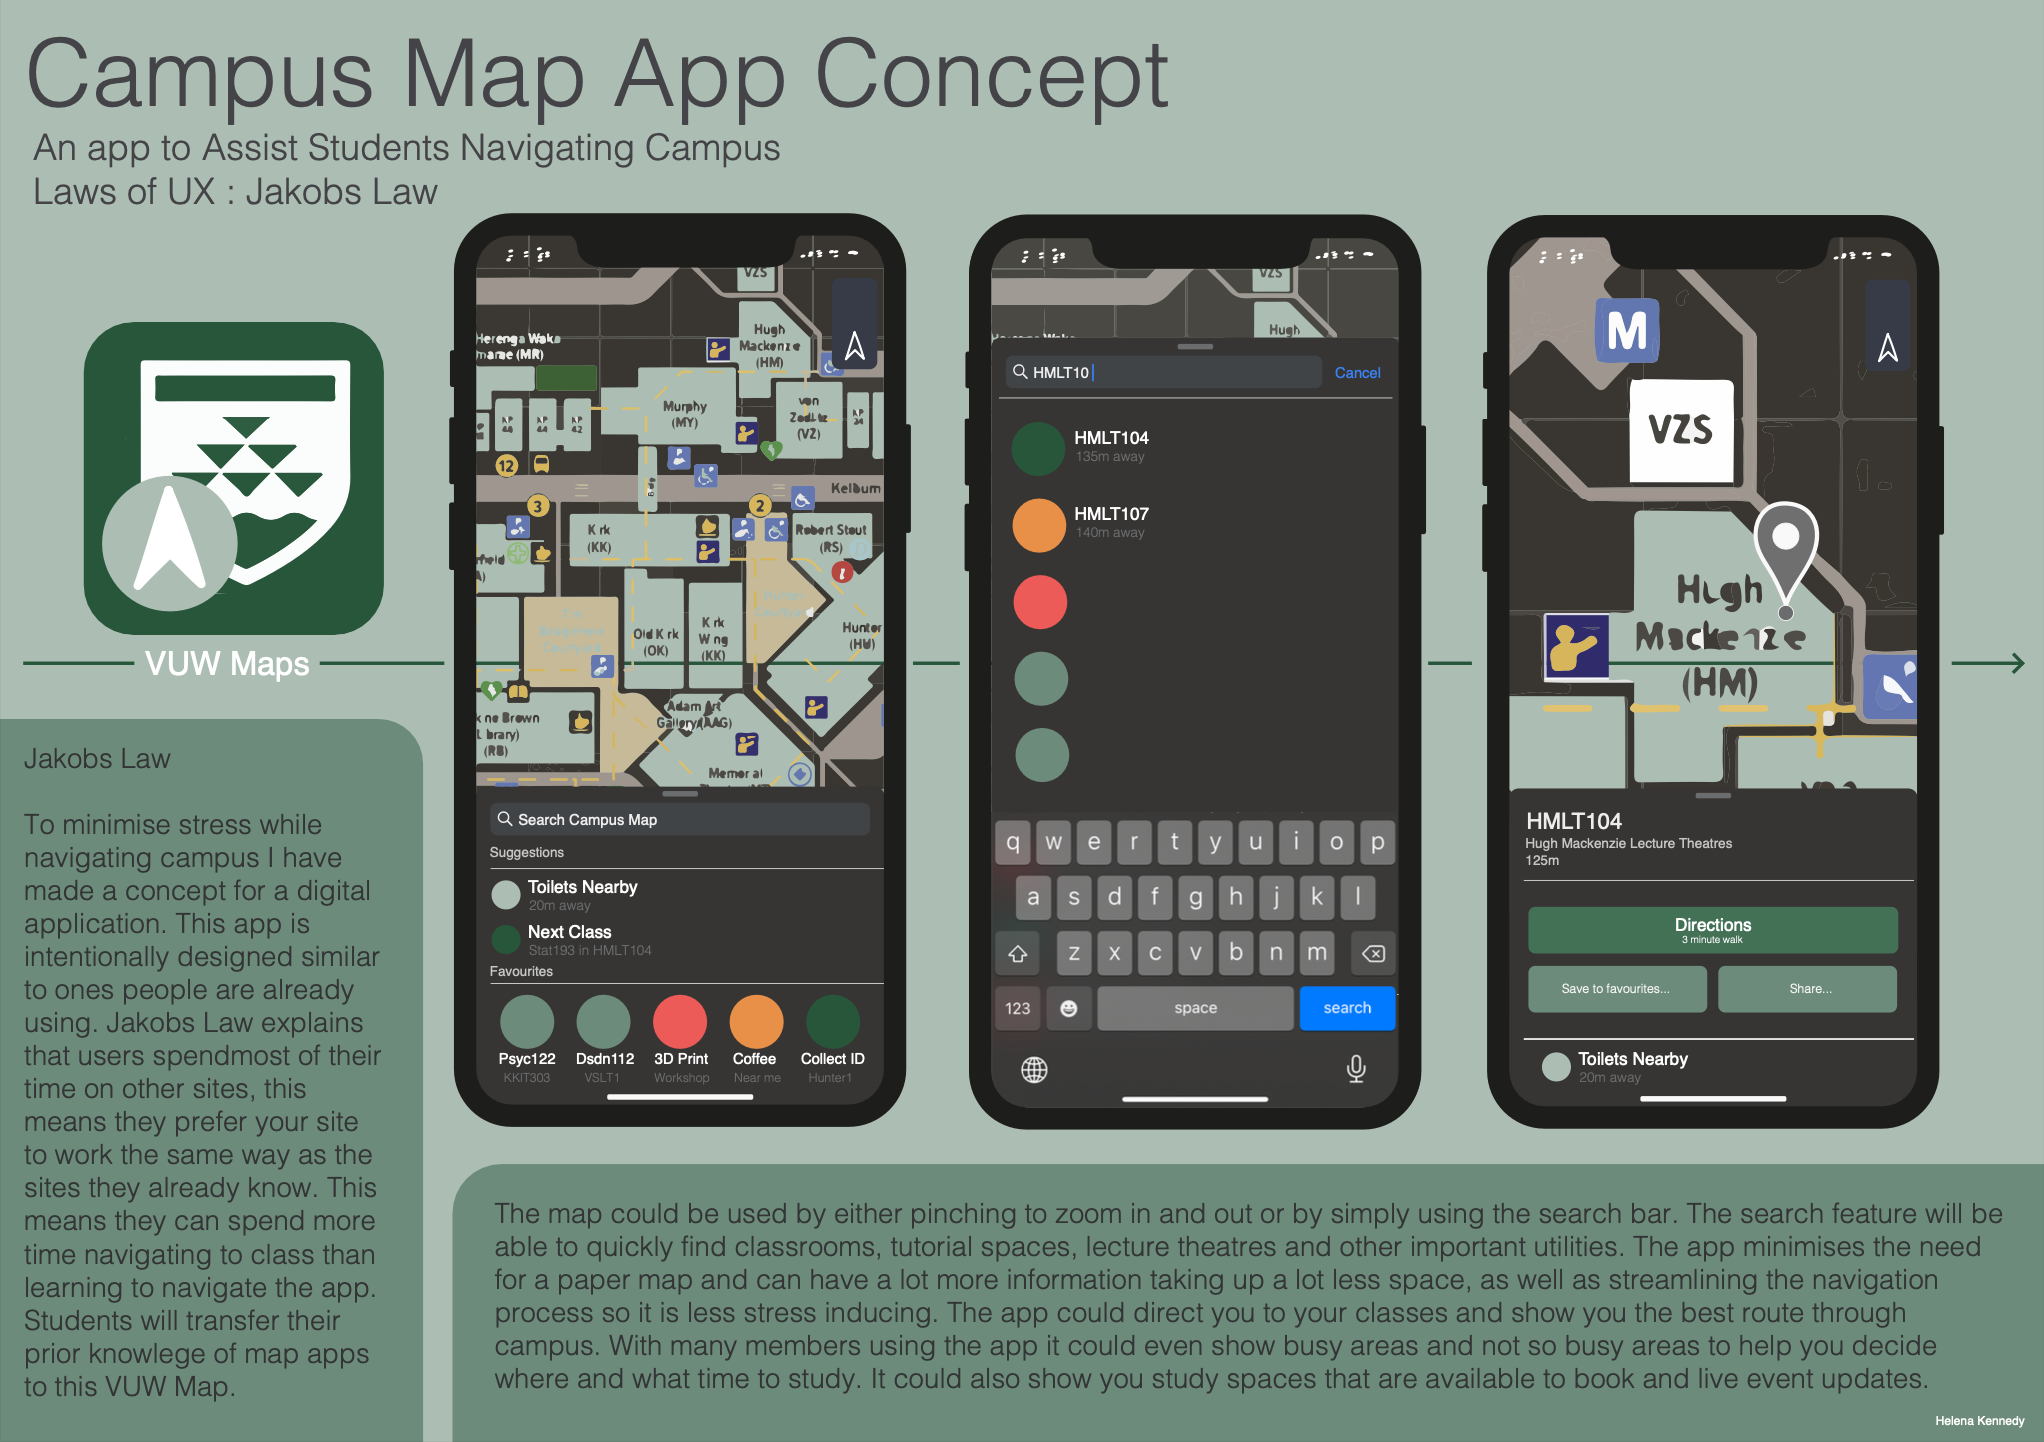 Campus Map App Concept
An app to Assist Students Navigating Campus
Laws of UX : Jakobs Law
VUW Maps
Jakobs Law
To minimise stress while
navigating campus I have
made a concept for a digital
application. This app is
intentionally designed similar
to ones people are already
using. Jakobs Law explains
that users spendmost of their
time on other sites, this
means they prefer your site
to work the same way as the
sites they already know. This
means they can spend more
time navigating to class than
learning to navigate the app.
Students will transfer their
prior knowlege of map apps
to this VUW Map.
VZS
Hugh
Mackenzie
(HM)
Herenga Waka
marae (MR)
Murphy
(MY)
von
Zedlitz
(VZ)
12
Kelburn
3
2
K rk
(KK)
Robert Stout
(RS)
Old K rk
(OK)
K rk
W ng
(KK)
Hunter
(HU)
Adam Art
Gallery(AAG)
ne Brown
L brary)
(RB)
Memor al
Search Campus Map
Suggestions
Toilets Nearby
20m away
Next Class
Stat193 in HMLT104
Favourites
Psyc122
KKIT303
Dsdn112
VSLT1
3D Print
Workshop
Coffee
Near me
Collect ID
Hunter1
VZS
Hugh
HMLT10
Cancel
HMLT104
135m away
HMLT107
140m away
q w e r t y u i o p
a s d f g h j k l
z x c v b n m
123
space
search
M
VZS
Hugh
Mackenze
(HM)
HMLT104
Hugh Mackenzie Lecture Theatres
125m
Directions
3 minute walk
Save to favourites...
Share...
Toilets Nearby
20m away
The map could be used by either pinching to zoom in and out or by simply using the search bar. The search feature will be
able to quickly find classrooms, tutorial spaces, lecture theatres and other important utilities. The app minimises the need
for a paper map and can have a lot more information taking up a lot less space, as well as streamlining the navigation
process so it is less stress inducing. The app could direct you to your classes and show you the best route through
campus. With many members using the app it could even show busy areas and not so busy areas to help you decide
where and what time to study. It could also show you study spaces that are available to book and live event updates.
Helena Kennedy